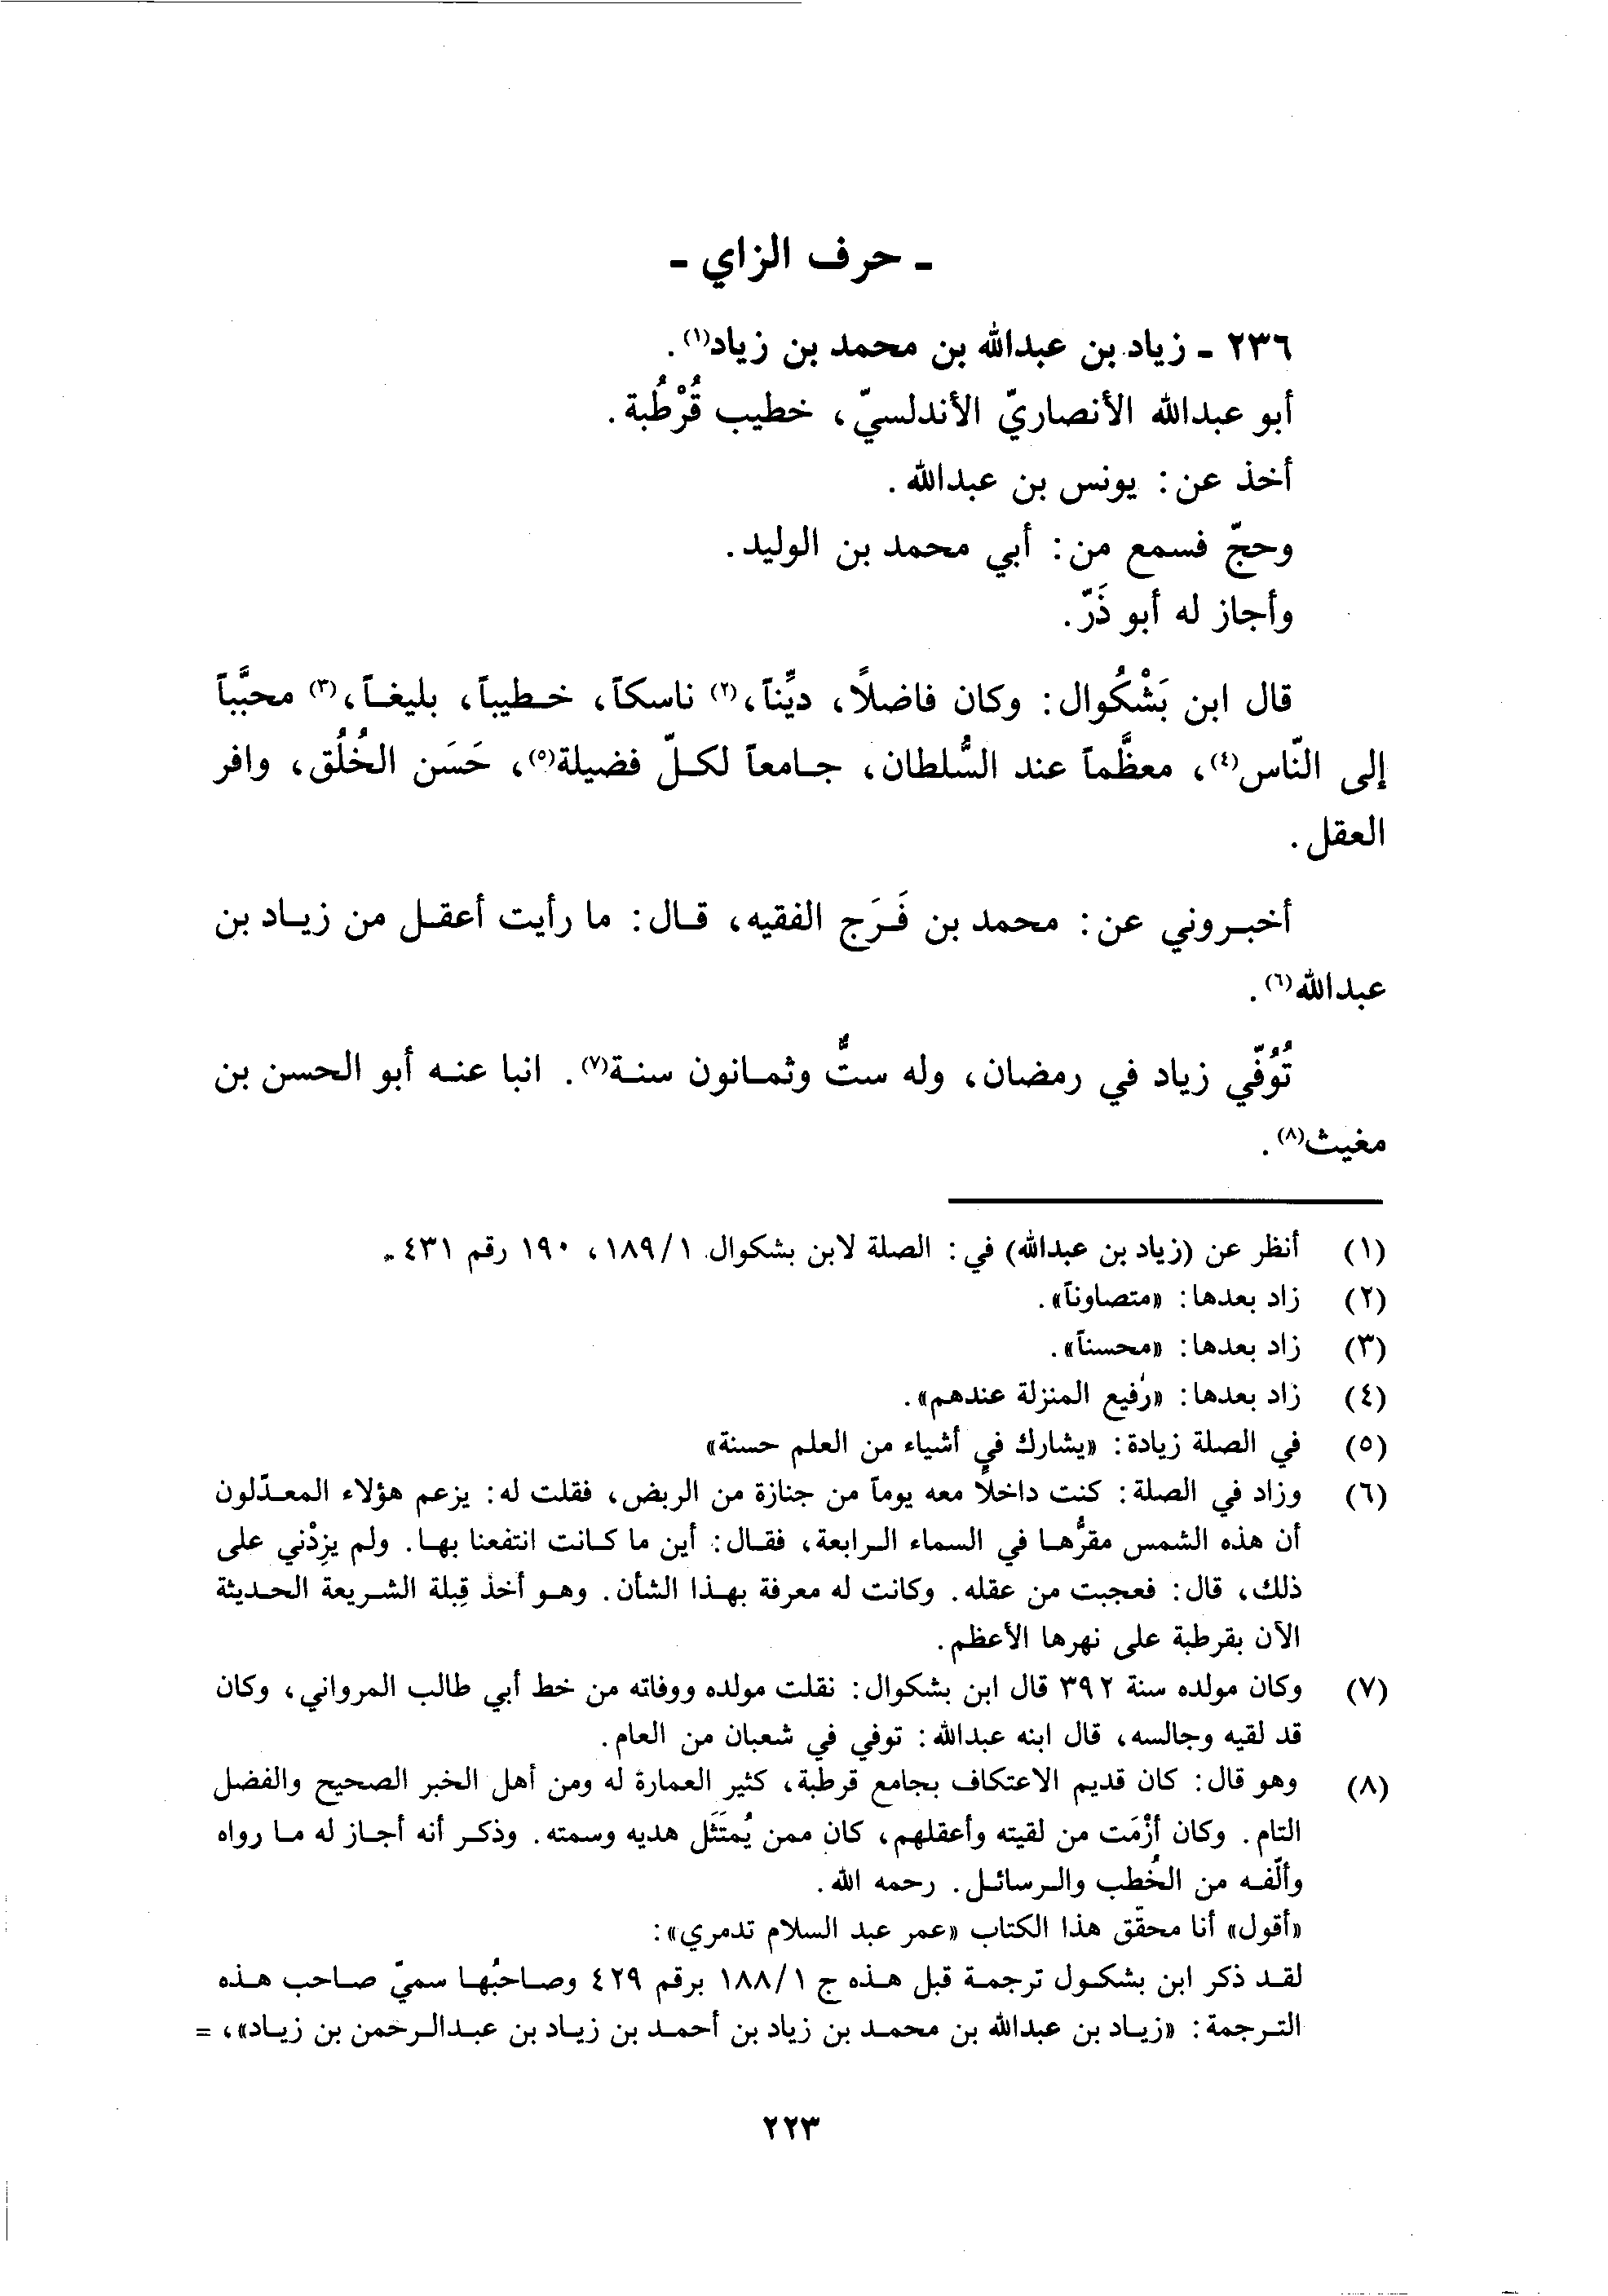 - حرف الزاي -
٢٣٦ - زياد بن عبدالله بن محمد بن زياد(١).
أبو عبدالله الأنصاريّ الأندلسيّ، خطيب قُرْطُبة.
أخذ عن: يونس بن عبدالله.
وحجّ فسمع من: أبي محمد بن الوليد.
وأجاز له أبو ذَرّ.
قال ابن بَشْكُوال: وكان فاضلاً، ديِّناً،(٢) ناسكاً، خطيباً، بليغاً،(٣) محبَّباً
إلى النّاس(٤)، معظَّماً عند السُّلطان، جامعاً لكلّ فضيلة(٥)، حَسَن الخُلُق، وافر
العقل.
أخبروني عن: محمد بن فَرَج الفقيه، قال: ما رأيت أعقل من زياد بن
عبدالله(٦).
تُوُفّي زياد في رمضان، وله ستٌّ وثمانون سنة(٧). انبا عنه أبو الحسن بن
مغيث(٨).
(١) أنظر عن (زياد بن عبدالله) في: الصلة لابن بشكوال ١/١٨٩، ١٩٠ رقم ٤٣١.
(٢) زاد بعدها: «متصاوناً».
(٣) زاد بعدها: «محسناً».
(٤) زاد بعدها: «رُفيع المنزلة عندهم».
(٥) في الصلة زيادة: «يشارك في أشياء من العلم حسنة»
(٦) وزاد في الصلة: كنت داخلاً معه يوماً من جنازة من الربض، فقلت له: يزعم هؤلاء المعدّلون
أن هذه الشمس مقرُّها في السماء الرابعة، فقال: أين ما كانت انتفعنا بها. ولم يزِدْني على
ذلك، قال: فعجبت من عقله. وكانت له معرفة بهذا الشأن. وهو أخذ قِبلة الشريعة الحديثة
الآن بقرطبة على نهرها الأعظم.
(٧) وكان مولده سنة ٣٩٢ قال ابن بشكوال: نقلت مولده ووفاته من خط أبي طالب المرواني، وكان
قد لقيه وجالسه، قال ابنه عبدالله: توفي في شعبان من العام.
(٨) وهو قال: كان قديم الاعتكاف بجامع قرطبة، كثير العمارة له ومن أهل الخبر الصحيح والفضل
التام. وكان أزْمَت من لقيته وأعقلهم، كان ممن يُمتَثَل هديه وسمته. وذكر أنه أجاز له ما رواه
وألّفه من الخُطب والرسائل. رحمه الله.
«أقول» أنا محقّق هذا الكتاب «عمر عبد السلام تدمري»:
لقد ذكر ابن بشكول ترجمة قبل هذه ج ١/١٨٨ برقم ٤٢٩ وصاحبُها سميّ صاحب هذه
الترجمة: «زياد بن عبدالله بن محمد بن زياد بن أحمد بن زياد بن عبدالرحمن بن زياد»، =
٢٢٣